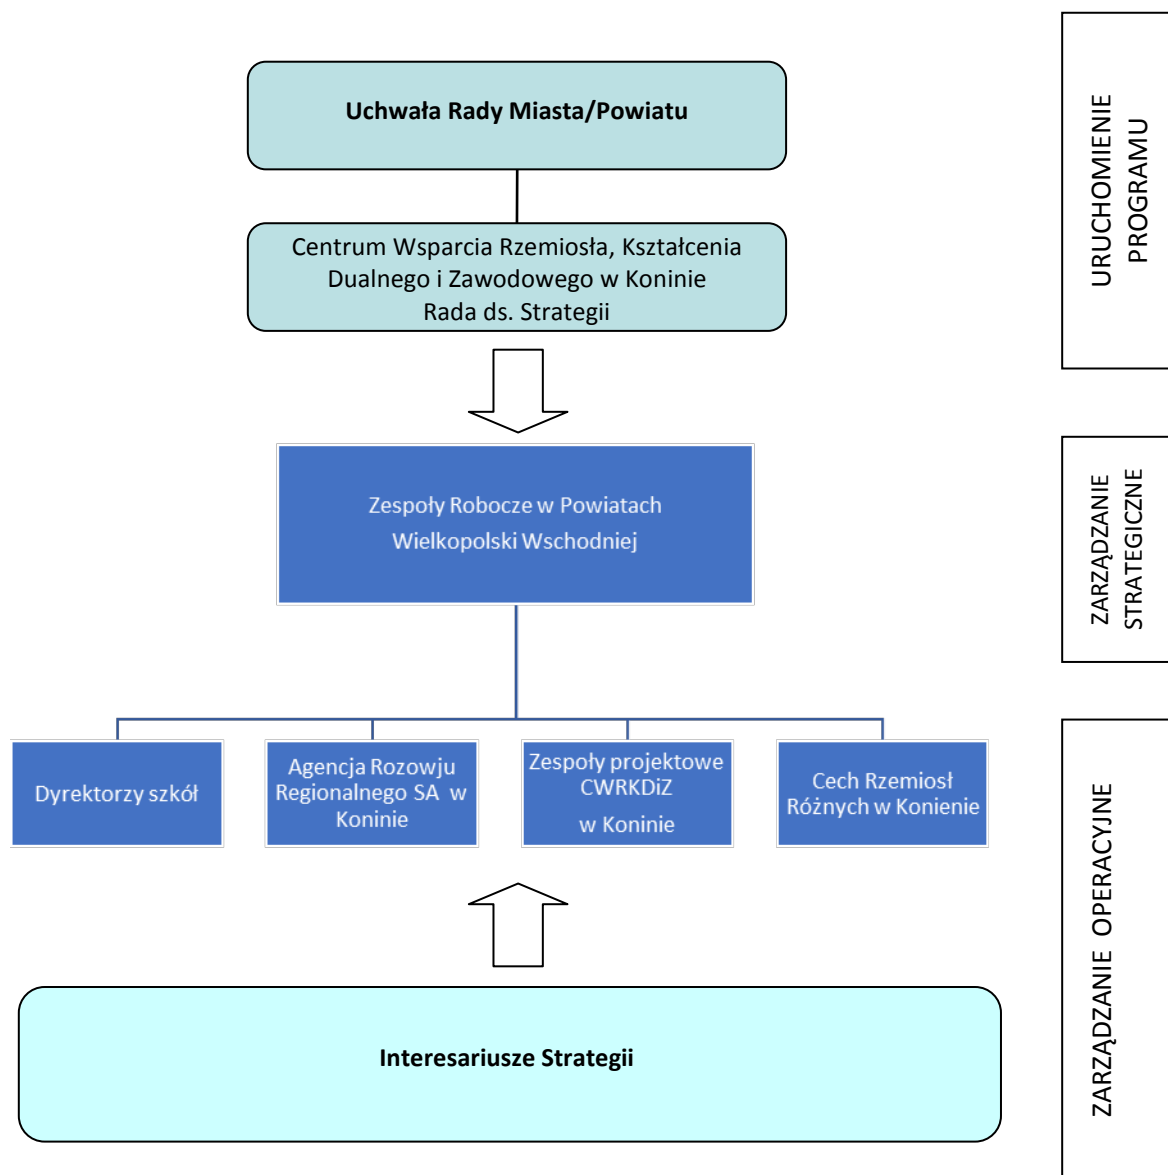 Uchwała Rady Miasta/Powiatu
Centrum Wsparcia Rzemiosła, Kształcenia
Dualnego i Zawodowego w Koninie
Rada ds. Strategii
URUCHOMIENIE
PROGRAMU
Zespoły Robocze w Powiatach
Wielkopolski Wschodniej
ZARZĄDZANIE
STRATEGICZNE
Dyrektorzy szkół
Agencja Rozowju
Regionalnego SA w
Koninie
Zespoły projektowe
CWRKDiZ
w Koninie
Cech Rzemiosł
Różnych w Konienie
Interesariusze Strategii
ZARZĄDZANIE OPERACYJNE